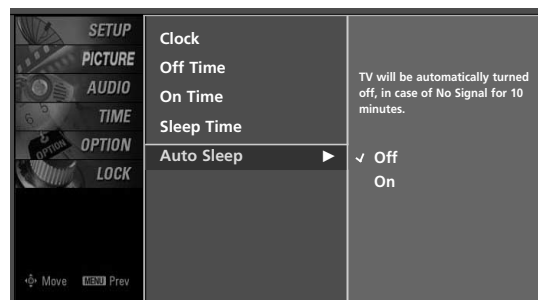 SETUP
PICTURE
AUDIO
TIME
OPTION
LOCK
Move MENU Prev
Clock
Off Time
On Time
Sleep Time
Auto Sleep
TV will be automatically turned
off, in case of No Signal for 10
minutes.
Off
On